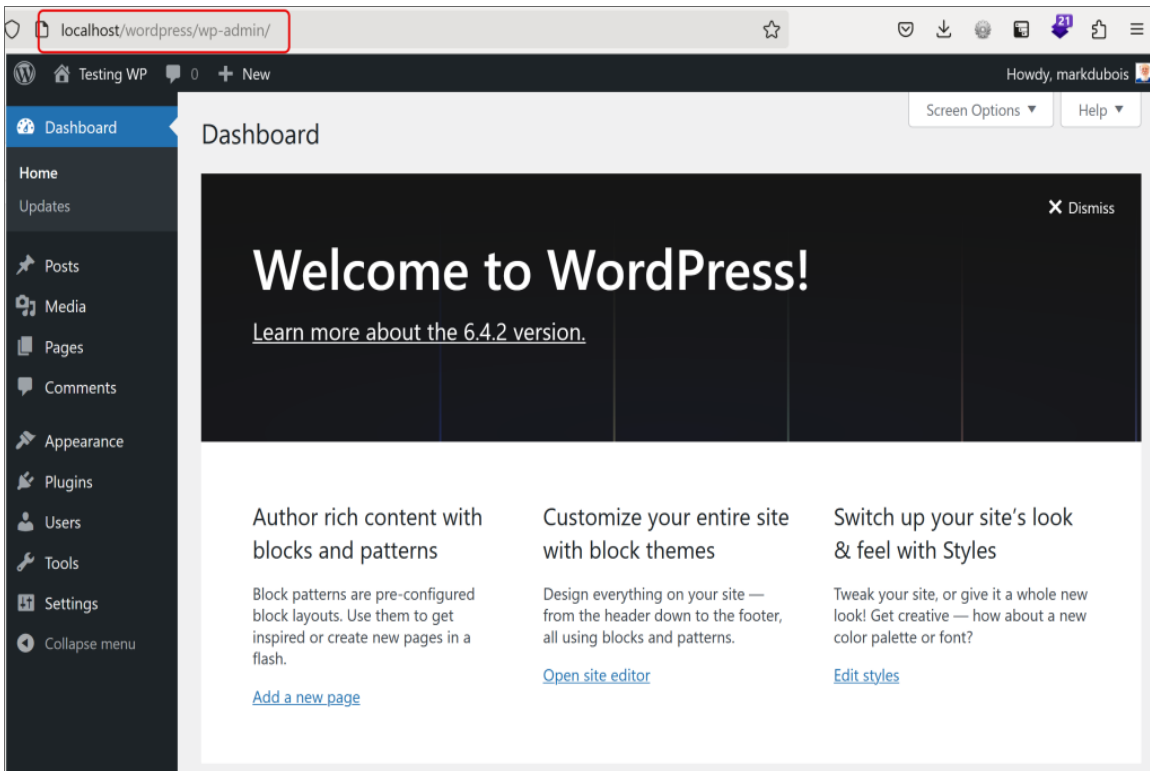 localhost/wordpress/wp-admin/
21
Testing WP 0 New
Howdy, markdubois
Screen Options
Help
Dashboard
Home
Updates
Posts
Media
Pages
Comments
Appearance
Plugins
Users
Tools
Settings
Collapse menu
Dashboard
Dismiss
Welcome to WordPress!
Learn more about the 6.4.2 version.
Author rich content with
blocks and patterns
Block patterns are pre-configured
block layouts. Use them to get
inspired or create new pages in a
flash.
Add a new page
Customize your entire site
with block themes
Design everything on your site —
from the header down to the footer,
all using blocks and patterns.
Open site editor
Switch up your site’s look
& feel with Styles
Tweak your site, or give it a whole new
look! Get creative — how about a new
color palette or font?
Edit styles